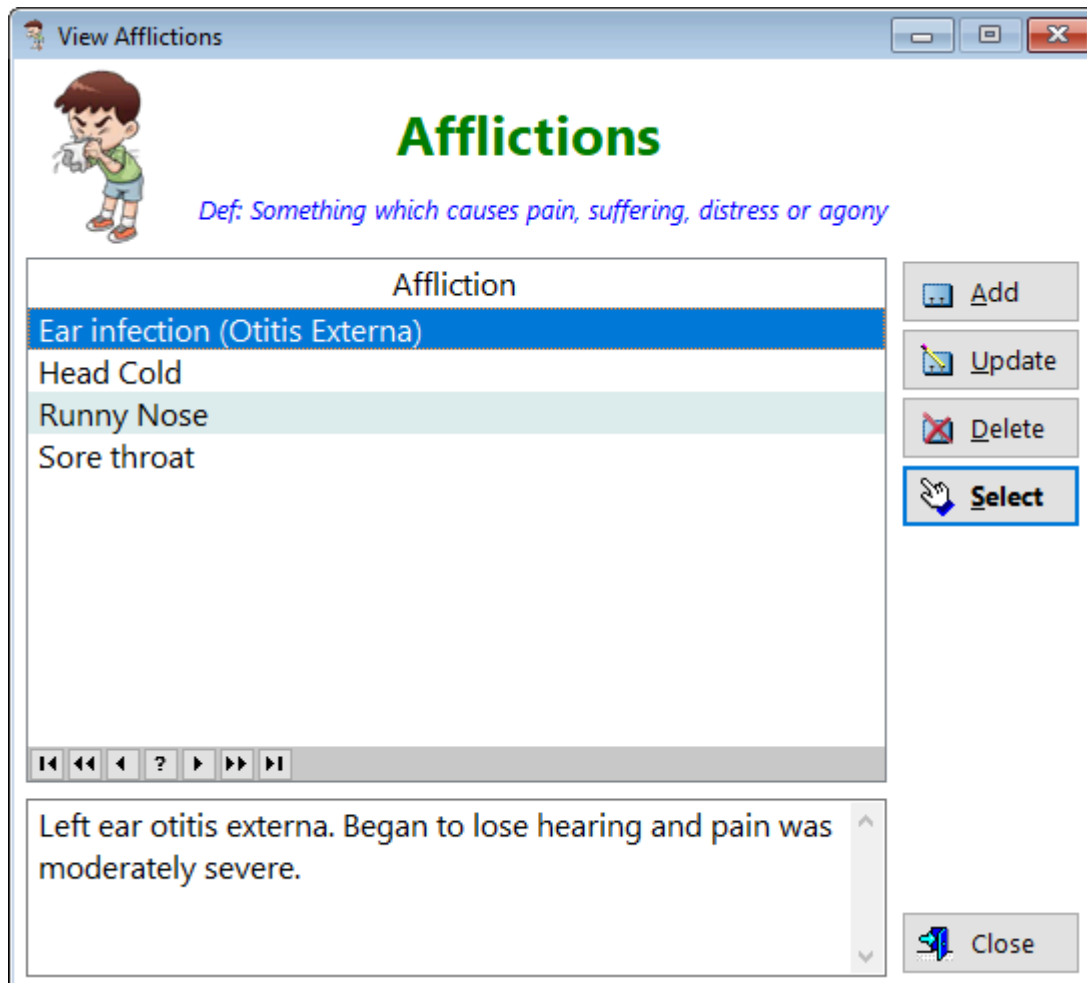 View Afflictions
Afflictions
Def: Something which causes pain, suffering, distress or agony
Affliction
Ear infection (Otitis Externa)
Head Cold
Runny Nose
Sore throat
Add
Update
Delete
Select
?
Left ear otitis externa. Began to lose hearing and pain was
moderately severe.
Close